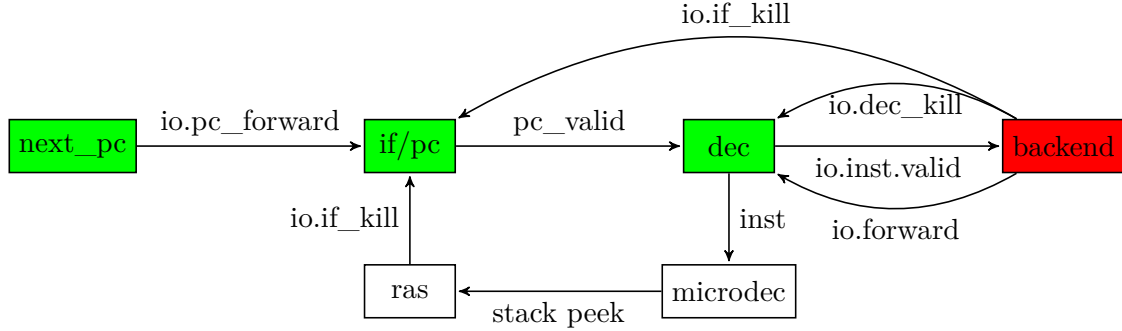 io.if_kill
io.pc_forward
pc_valid
io.dec_kill
next_pc
if/pc
dec
backend
io.inst.valid
io.if_kill
inst
io.forward
ras
microdec
stack peek